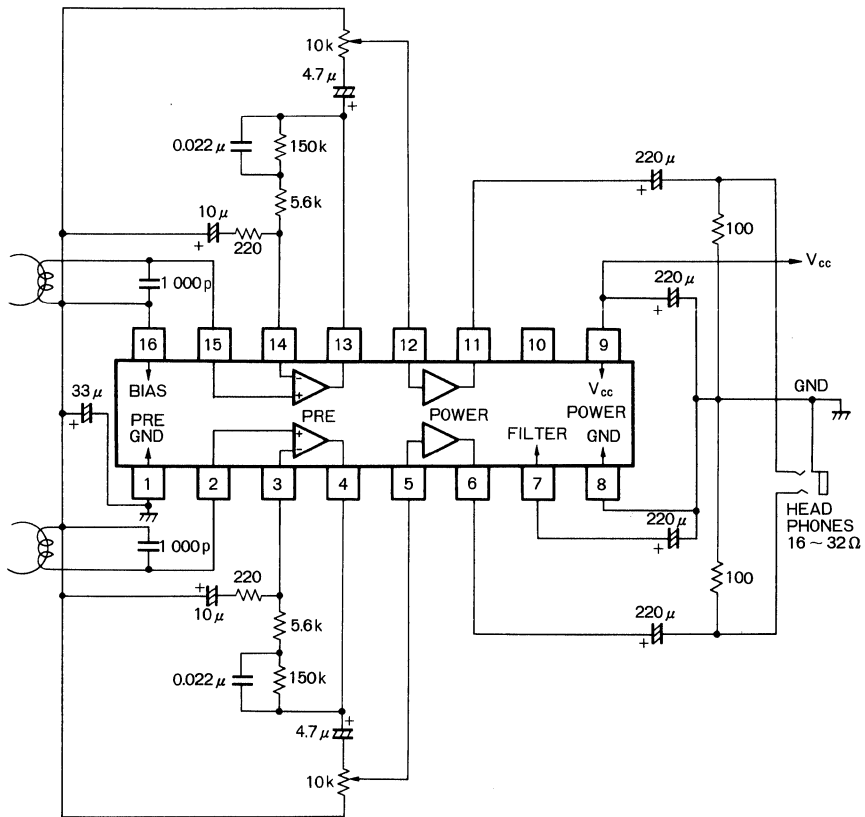 10k
4.7μ
+
0.022μ
150k
5.6k
10μ
+
220
1 000p
220μ
+
100
Vcc
220μ
+
16
15
14
13
12
11
10
9
BIAS
-
+
Vcc
33μ
+
PRE
GND
PRE
POWER
FILTER
POWER
GND
GND
+
-
1
2
3
4
5
6
7
8
1 000p
220μ
+
HEAD
PHONES
16~32Ω
+
220
10μ
5.6k
100
220μ
+
0.022μ
150k
4.7μ
+
10k